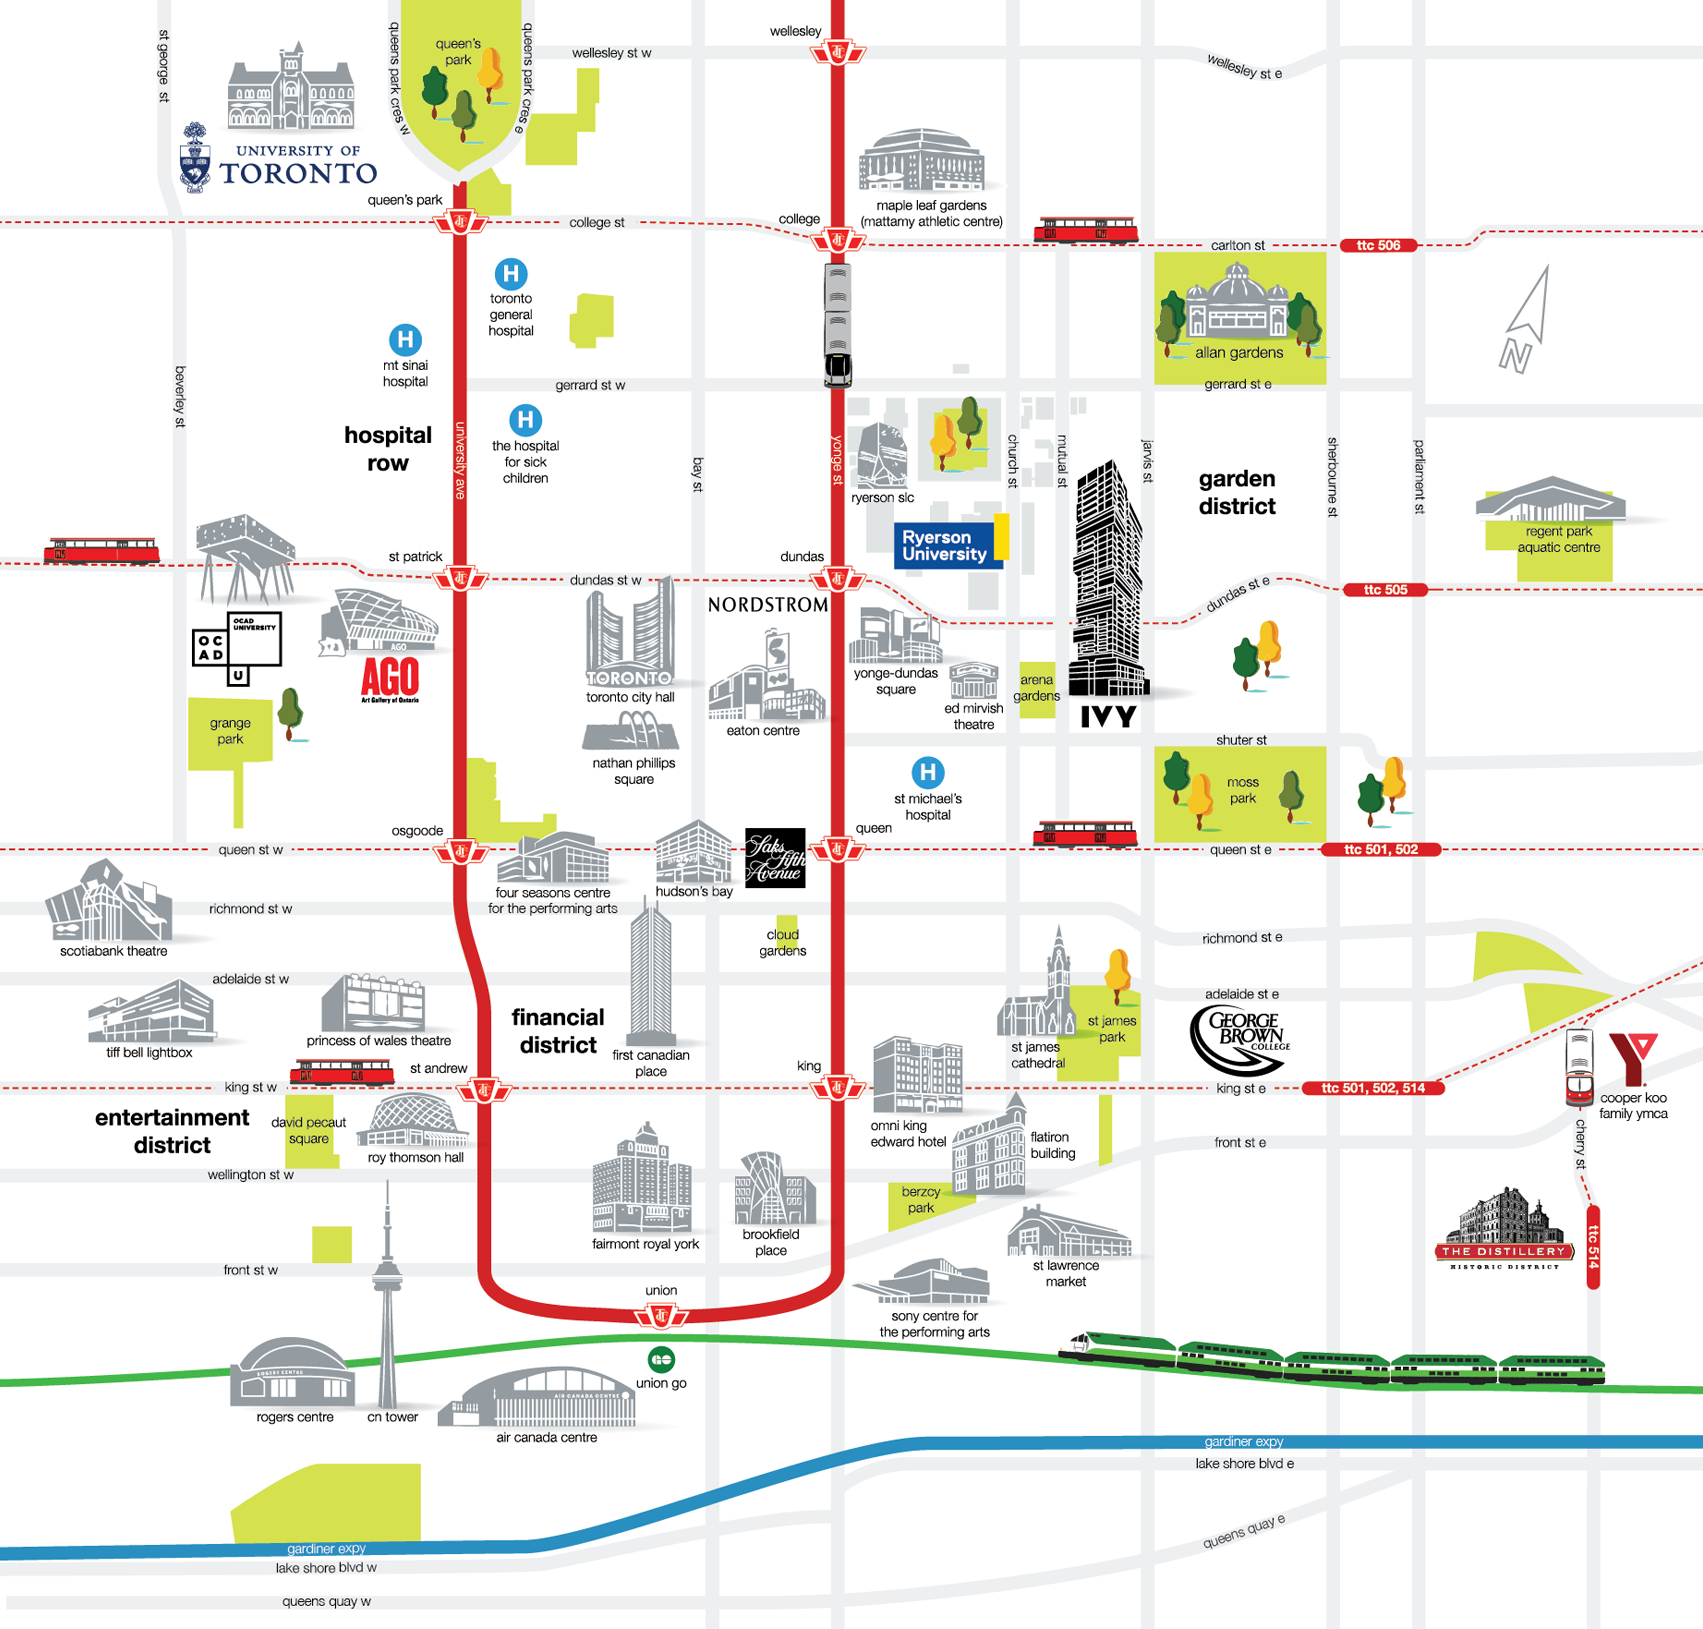 wellesley
st george st
queens park cres w
queen's
park
queens park cres e
wellesley st w
wellesley st e
UNIVERSITY OF
TORONTO
queen's park
college st
college
maple leaf gardens
(mattamy athletic centre)
carlton st
ttc 506
toronto
general
hospital
H
mt sinai
hospital
H
allan gardens
N
gerrard st w
gerrard st e
beverley st
hospital
row
university ave
H
the hospital
for sick
children
bay st
yonge st
ryerson slc
church st
mutual st
jarvis st
garden
district
sherbourne st
parliament st
regent park
aquatic centre
Ryerson
University
st patrick
dundas st w
dundas
dundas st e
ttc 505
NORDSTROM
OCAD
UNIVERSITY
OC
AD
U
AGO
AGO
Art Gallery of Ontario
TORONTO
toronto city hall
eaton centre
yonge-dundas
square
ed mirvish
theatre
arena
gardens
IVY
grange
park
nathan phillips
square
shuter st
H
st michael's
hospital
moss
park
osgoode
queen
queen st w
queen st e
ttc 501, 502
four seasons centre
for the performing arts
hudson's bay
Saks
Fifth
Avenue
richmond st w
scotiabank theatre
cloud
gardens
richmond st e
adelaide st w
adelaide st e
tiff bell lightbox
princess of wales theatre
financial
district
first canadian
place
st james
cathedral
st james
park
GEORGE
BROWN
COLLEGE
st andrew
king
king st w
king st e
ttc 501, 502, 514
cooper koo
family ymca
entertainment
district
david pecaut
square
roy thomson hall
omni king
edward hotel
flatiron
building
front st e
cherry st
wellington st w
berzcy
park
fairmont royal york
brookfield
place
st lawrence
market
THE DISTILLERY
HISTORIC DISTRICT
ttc 514
front st w
union
sony centre for
the performing arts
union go
GO
ROGERS CENTRE
rogers centre
cn tower
AIR CANADA CENTRE
air canada centre
gardiner expy
lake shore blvd e
queens quay e
gardiner expy
lake shore blvd w
queens quay w